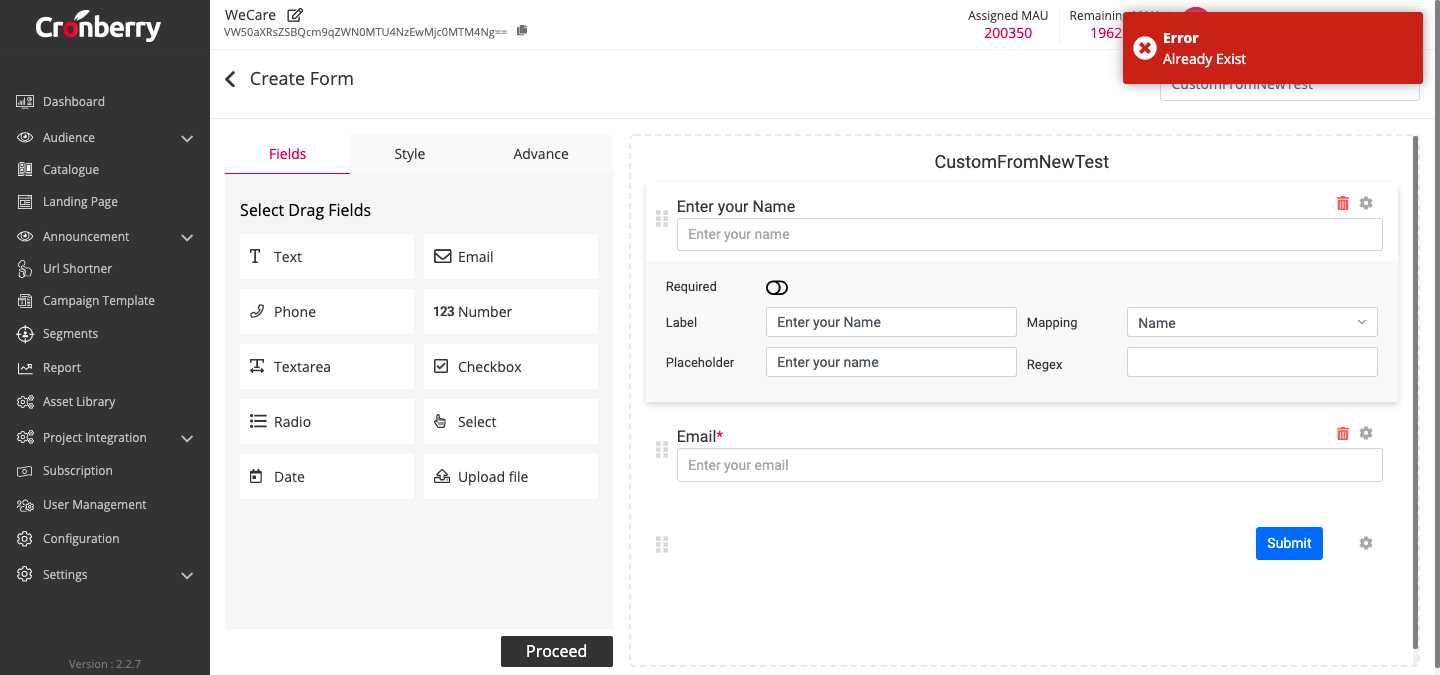 Cronberry
WeCare
VW50aXRsZSBQcm9qZWN0MTU4NzEwMjc0MTM4Ng==
Assigned MAU
200350
Remaining
1962
Error
Already Exist
Create Form
CustomFromNewTest
Dashboard
Audience
Catalogue
Landing Page
Announcement
Url Shortner
Campaign Template
Segments
Report
Asset Library
Project Integration
Subscription
User Management
Configuration
Settings
Version : 2.2.7
Fields
Style
Advance
Select Drag Fields
Text
Email
Phone
123 Number
Textarea
Checkbox
Radio
Select
Date
Upload file
Proceed
CustomFromNewTest
Enter your Name
Enter your name
Required
Label
Enter your Name
Mapping
Name
Placeholder
Enter your name
Regex
Email*
Enter your email
Submit